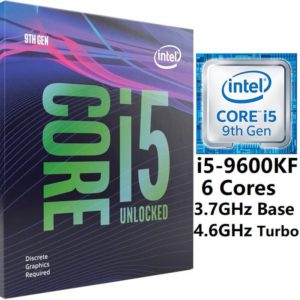 9TH GEN
intel
CORE
i5
UNLOCKED
Discrete
Graphics
Required
intel
CORE i5
9th Gen
i5-9600KF
6 Cores
3.7GHz Base
4.6GHz Turbo